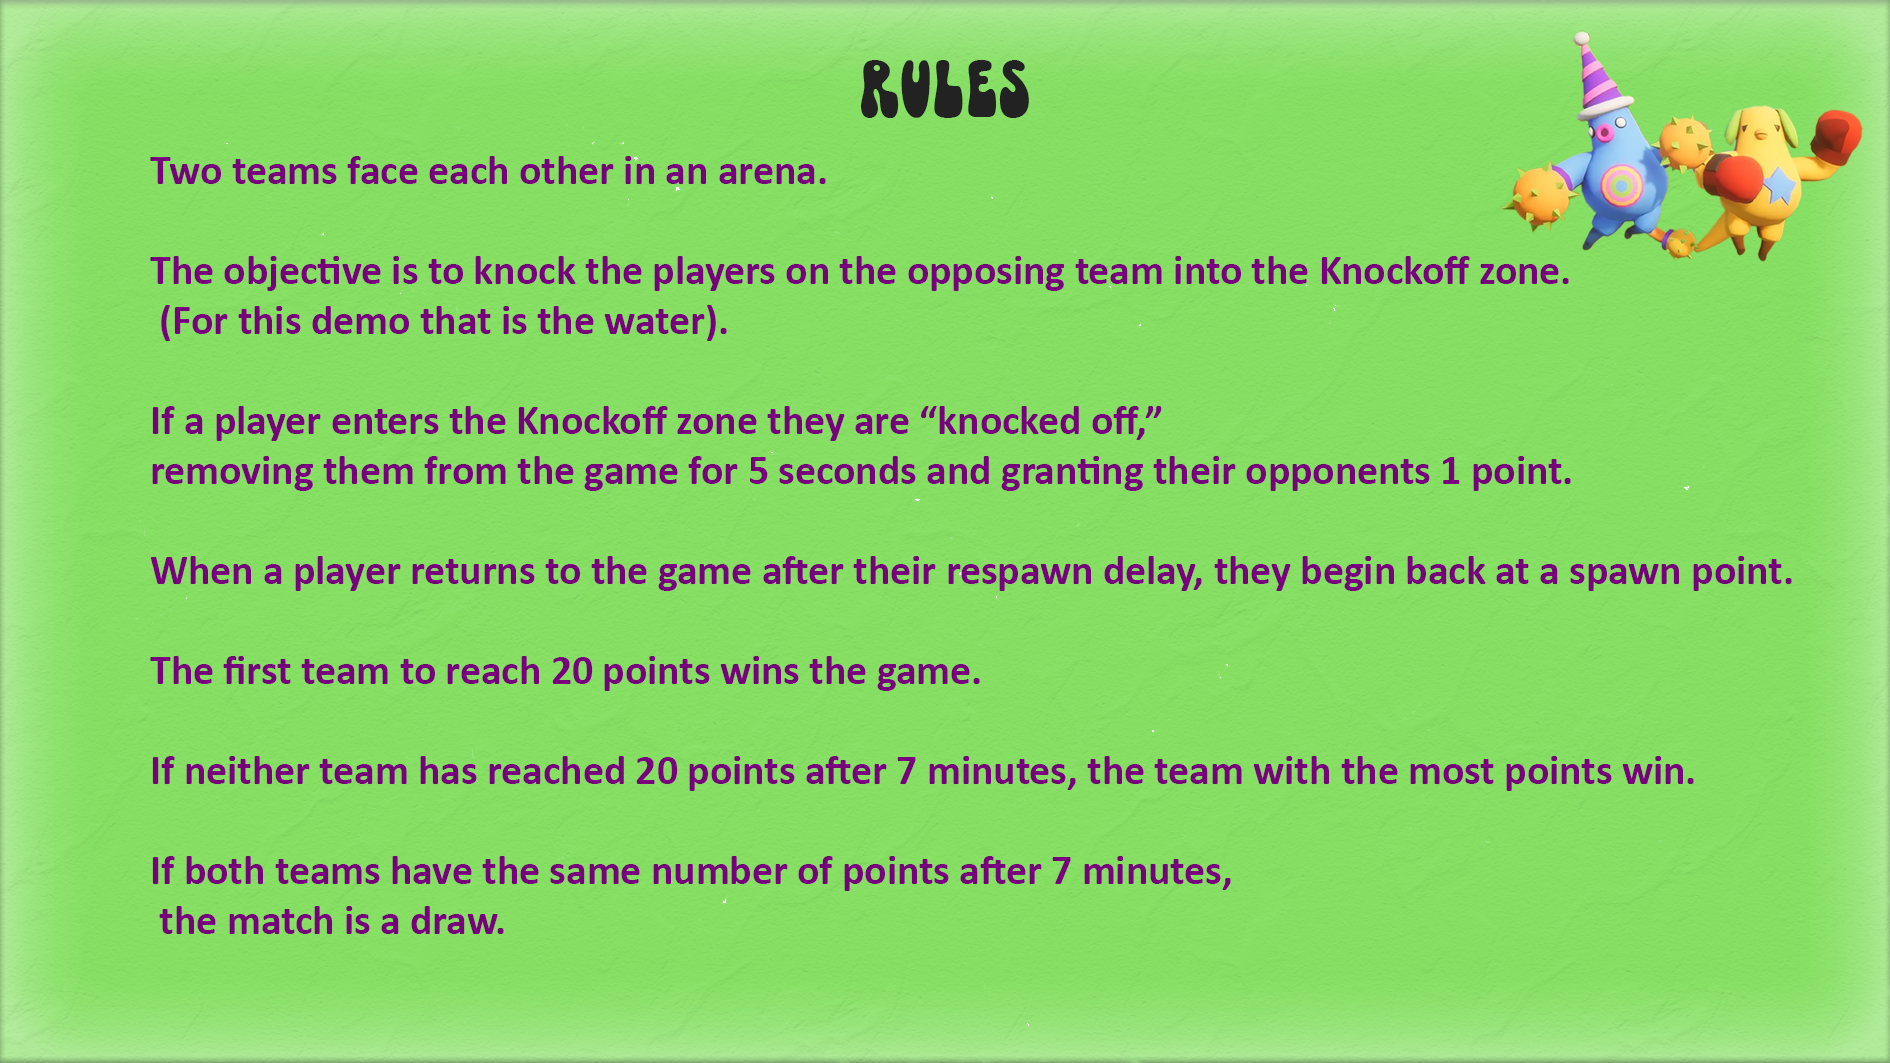 RULES
Two teams face each other in an arena.
The objective is to knock the players on the opposing team into the Knockoff zone.
(For this demo that is the water).
If a player enters the Knockoff zone they are “knocked off,”
removing them from the game for 5 seconds and granting their opponents 1 point.
When a player returns to the game after their respawn delay, they begin back at a spawn point.
The first team to reach 20 points wins the game.
If neither team has reached 20 points after 7 minutes, the team with the most points win.
If both teams have the same number of points after 7 minutes,
the match is a draw.